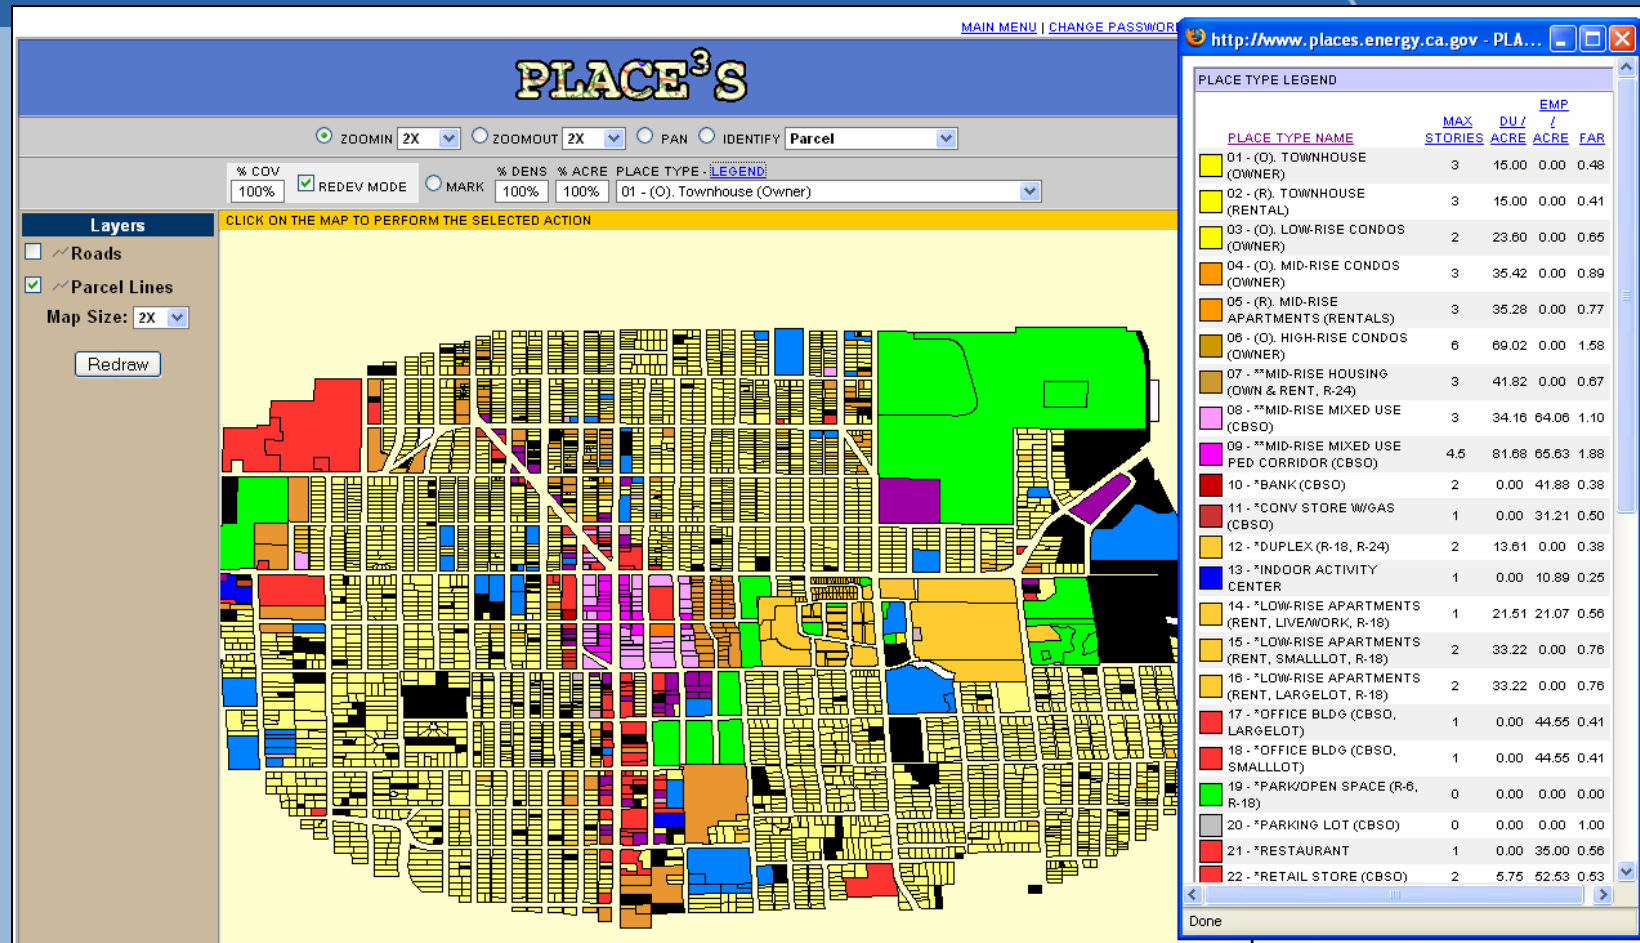 MAIN MENU | CHANGE PASSWOR
PLACE³S
ZOOMIN 2X ZOOMOUT 2X PAN IDENTIFY Parcel
% COV % DENS % ACRE PLACE TYPE - LEGEND
100% REDEV MODE MARK 100% 100% 01 - (O). Townhouse (Owner)
Layers
CLICK ON THE MAP TO PERFORM THE SELECTED ACTION
Roads
Parcel Lines
Map Size: 2X
Redraw
http://www.places.energy.ca.gov - PLA...
PLACE TYPE LEGEND
PLACE TYPE NAME MAX STORIES DU / ACRE EMP / ACRE FAR
01 - (O). TOWNHOUSE
(OWNER) 3 15.00 0.00 0.48
02 - (R). TOWNHOUSE
(RENTAL) 3 15.00 0.00 0.41
03 - (O). LOW-RISE CONDOS
(OWNER) 2 23.60 0.00 0.65
04 - (O). MID-RISE CONDOS
(OWNER) 3 35.42 0.00 0.89
05 - (R). MID-RISE
APARTMENTS (RENTALS) 3 35.28 0.00 0.77
06 - (O). HIGH-RISE CONDOS
(OWNER) 6 69.02 0.00 1.58
07 - **MID-RISE HOUSING
(OWN & RENT, R-24) 3 41.82 0.00 0.67
08 - **MID-RISE MIXED USE
(CBSO) 3 34.16 64.06 1.10
09 - **MID-RISE MIXED USE
PED CORRIDOR (CBSO) 4.5 81.68 65.63 1.88
10 - *BANK (CBSO) 2 0.00 41.88 0.38
11 - *CONV STORE W/GAS
(CBSO) 1 0.00 31.21 0.50
12 - *DUPLEX (R-18, R-24) 2 13.61 0.00 0.38
13 - *INDOOR ACTIVITY
CENTER 1 0.00 10.89 0.25
14 - *LOW-RISE APARTMENTS
(RENT, LIVE/WORK, R-18) 1 21.51 21.07 0.56
15 - *LOW-RISE APARTMENTS
(RENT, SMALLLOT, R-18) 2 33.22 0.00 0.76
16 - *LOW-RISE APARTMENTS
(RENT, LARGELOT, R-18) 2 33.22 0.00 0.76
17 - *OFFICE BLDG (CBSO,
LARGELOT) 1 0.00 44.55 0.41
18 - *OFFICE BLDG (CBSO,
SMALLLOT) 1 0.00 44.55 0.41
19 - *PARK/OPEN SPACE (R-6,
R-18) 0 0.00 0.00 0.00
20 - *PARKING LOT (CBSO) 0 0.00 0.00 1.00
21 - *RESTAURANT 1 0.00 35.00 0.56
22 - *RETAIL STORE (CBSO) 2 5.75 52.53 0.53
Done